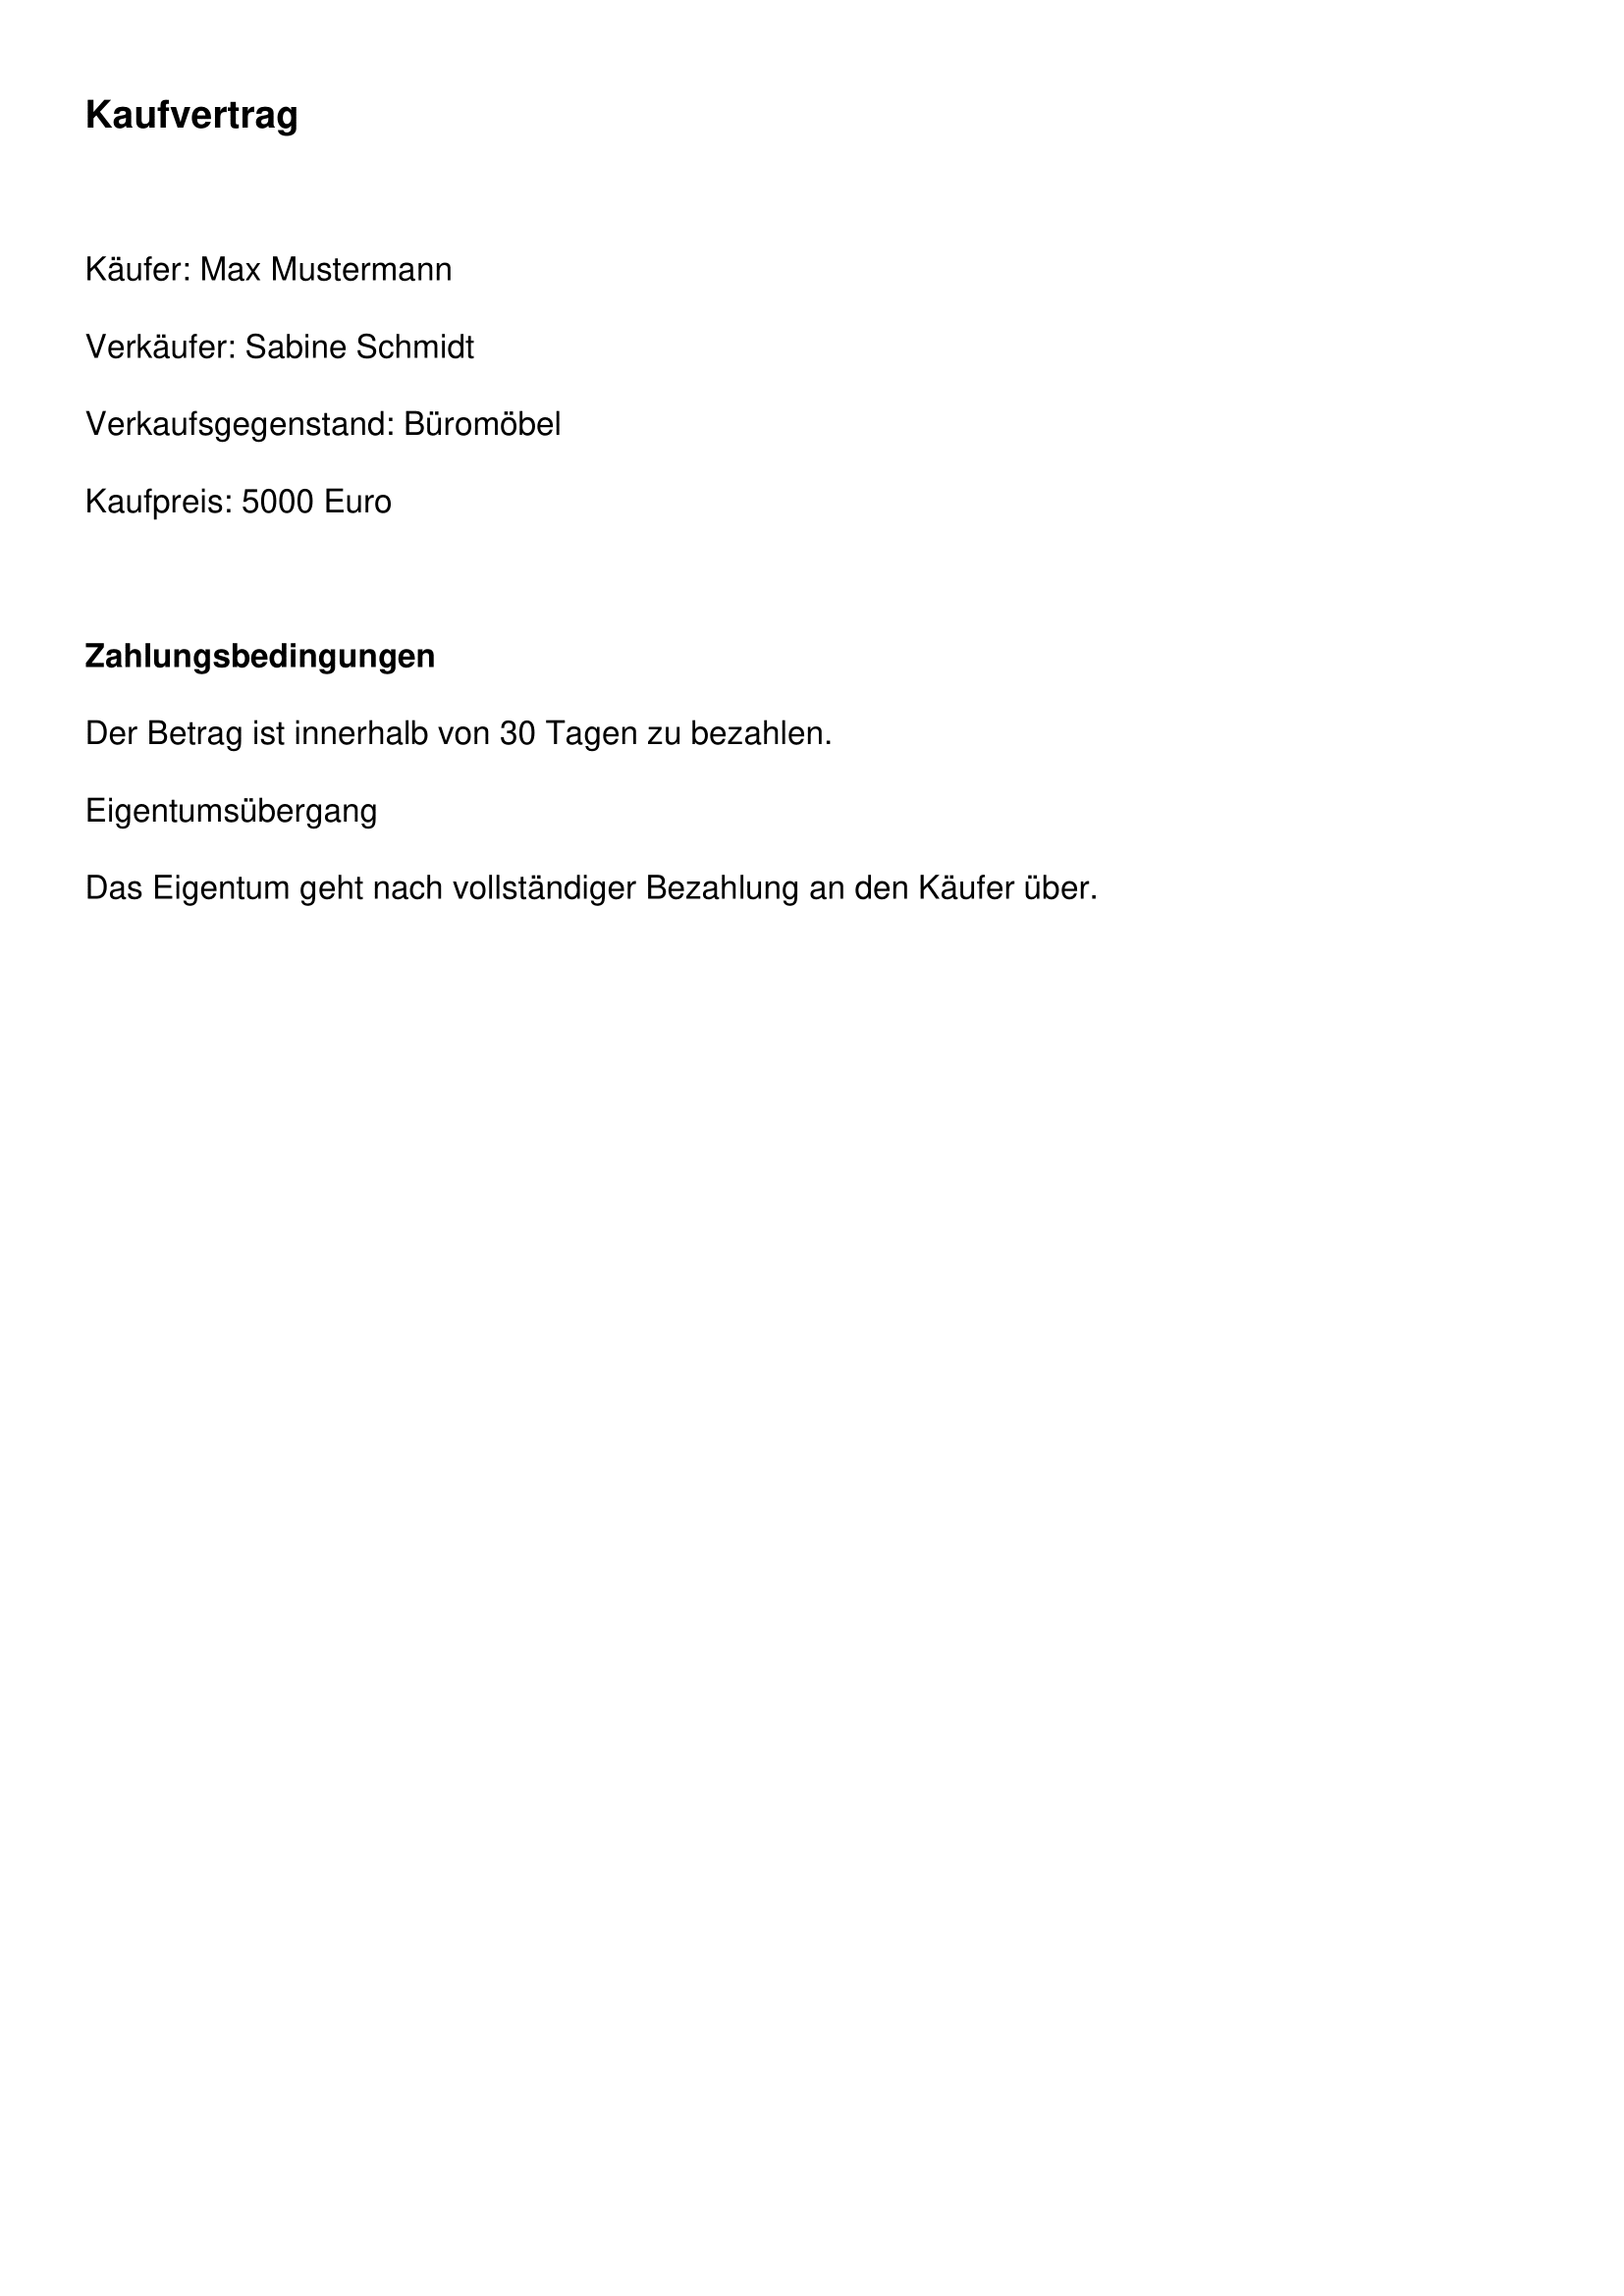 Kaufvertrag
Käufer: Max Mustermann
Verkäufer: Sabine Schmidt
Verkaufsgegenstand: Büromöbel
Kaufpreis: 5000 Euro
Zahlungsbedingungen
Der Betrag ist innerhalb von 30 Tagen zu bezahlen.
Eigentumsübergang
Das Eigentum geht nach vollständiger Bezahlung an den Käufer über.